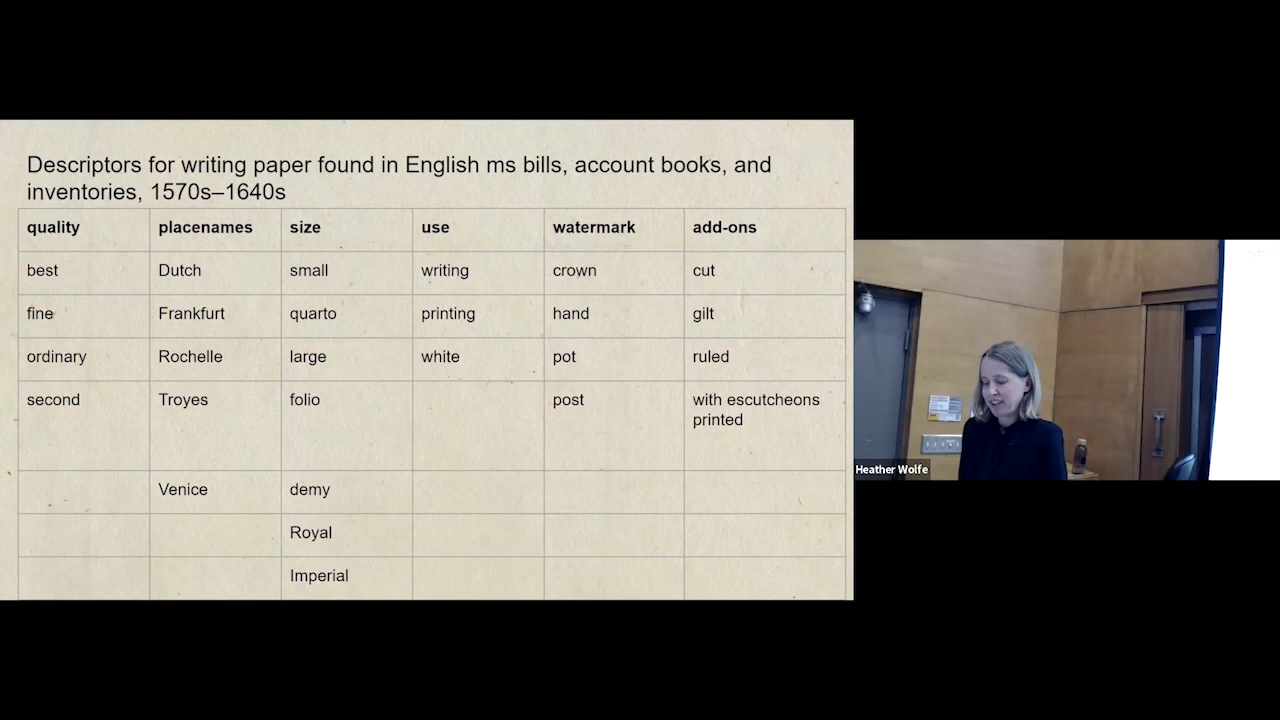 Descriptors for writing paper found in English ms bills, account books, and
inventories, 1570s–1640s
quality placenames size use watermark add-ons
best Dutch small writing crown cut
fine Frankfurt quarto printing hand gilt
ordinary Rochelle large white pot ruled
second Troyes folio post with escutcheons
printed
Venice demy
Royal
Imperial
Heather Wolfe